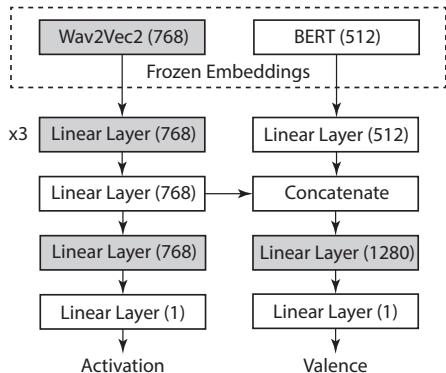 Wav2Vec2 (768)
BERT (512)
Frozen Embeddings
x3
Linear Layer (768)
Linear Layer (512)
Linear Layer (768)
Concatenate
Linear Layer (768)
Linear Layer (1280)
Linear Layer (1)
Linear Layer (1)
Activation
Valence